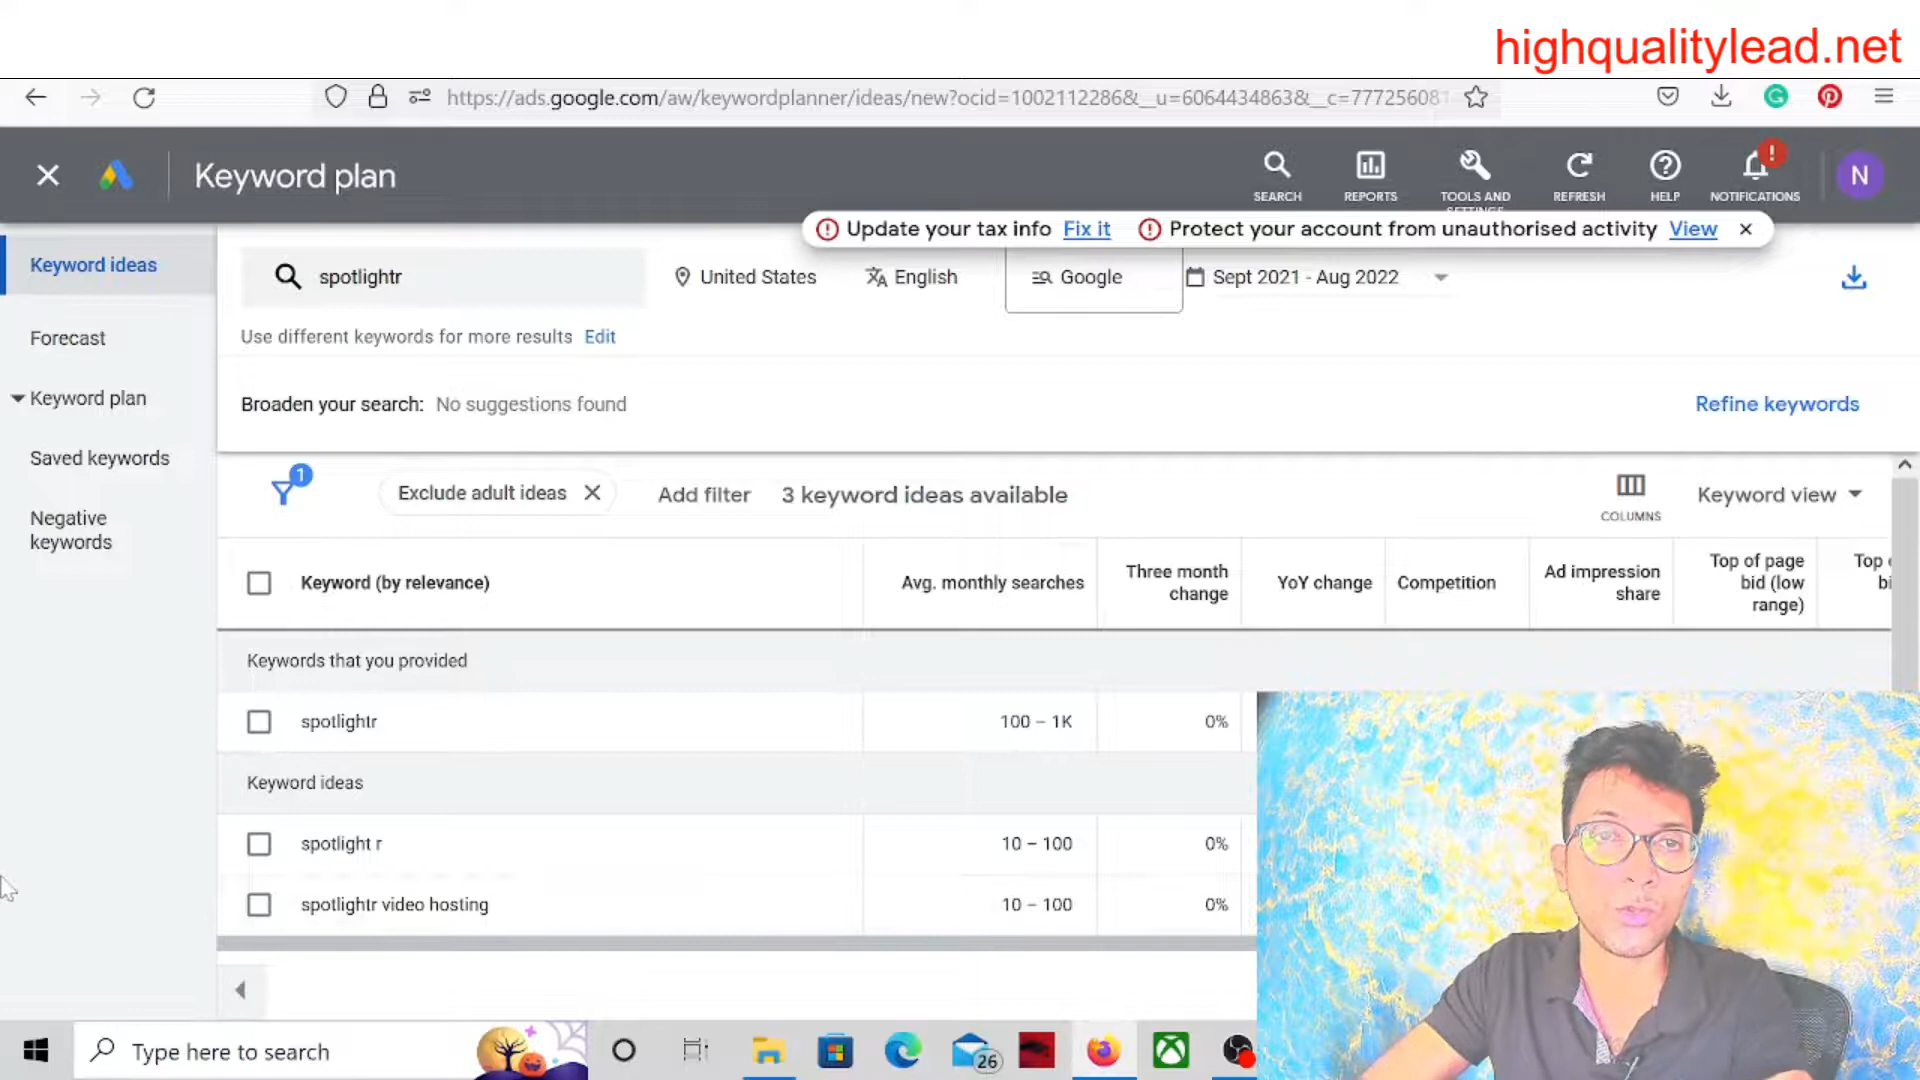 highqualitylead.net
https://ads.google.com/aw/keywordplanner/ideas/new?ocid=1002112286&__u=6064434863&__c=777256081
Keyword plan
SEARCH
REPORTS
TOOLS AND
SETTINGS
REFRESH
HELP
!
NOTIFICATIONS
N
Update your tax info Fix it
Protect your account from unauthorised activity View
Keyword ideas
Forecast
Keyword plan
Saved keywords
Negative
keywords
spotlightr
United States
English
Google
Sept 2021 - Aug 2022
Use different keywords for more results Edit
Broaden your search: No suggestions found
Refine keywords
1
Exclude adult ideas
Add filter
3 keyword ideas available
COLUMNS
Keyword view
Keyword (by relevance)
Avg. monthly searches
Three month
change
YoY change
Competition
Ad impression
share
Top of page
bid (low
range)
Top
bi
Keywords that you provided
spotlightr
100 – 1K
0%
Keyword ideas
spotlight r
10 – 100
0%
spotlightr video hosting
10 – 100
0%
Type here to search
26